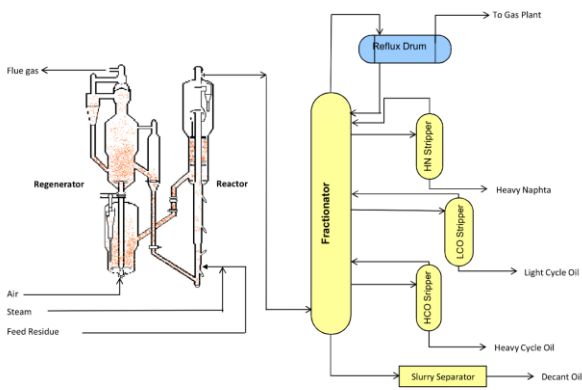 To Gas Plant
Reflux Drum
Flue gas
HN Stripper
Regenerator
Reactor
Heavy Naphta
Fractionator
LCO Stripper
Light Cycle Oil
Air
HCO Sripper
Steam
Feed Residue
Heavy Cycle Oil
Slurry Separator
Decant Oil